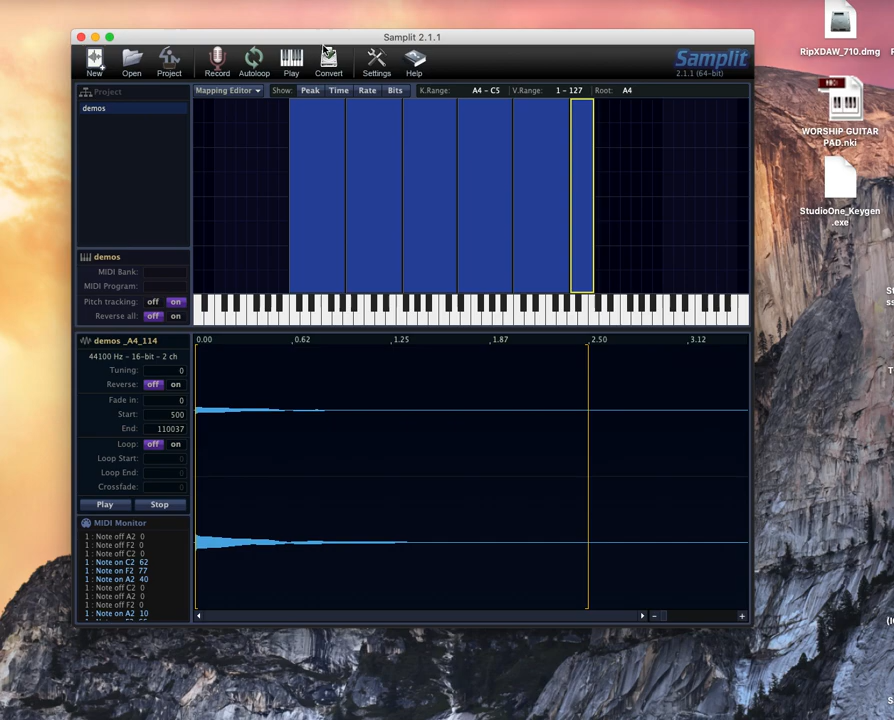 Samplit 2.1.1
New
Open
Project
Record
Autoloop
Play
Convert
Settings
Help
Samplit
2.1.1 (64-bit)
Project
demos
Mapping Editor
Show:
Peak
Time
Rate
Bits
K.Range: A4 - C5
V.Range: 1 - 127
Root: A4
demos
MIDI Bank:
MIDI Program:
Pitch tracking: off on
Reverse all: off on
demos _A4_114
44100 Hz - 16-bit - 2 ch
Tuning: 0
Reverse: off on
Fade in: 0
Start: 500
End: 110037
Loop: off on
Loop Start: 0
Loop End: 0
Crossfade: 0
Play Stop
MIDI Monitor
1 : Note off A2 0
1 : Note off F2 0
1 : Note off C2 0
1 : Note on C2 62
1 : Note on F2 77
1 : Note on A2 40
1 : Note off C2 0
1 : Note off A2 0
1 : Note off F2 0
1 : Note on A2 10
0.00 0.62 1.25 1.87 2.50 3.12
RipXDAW_710.dmg
WORSHIP GUITAR
PAD.nki
StudioOne_Keygen
.exe